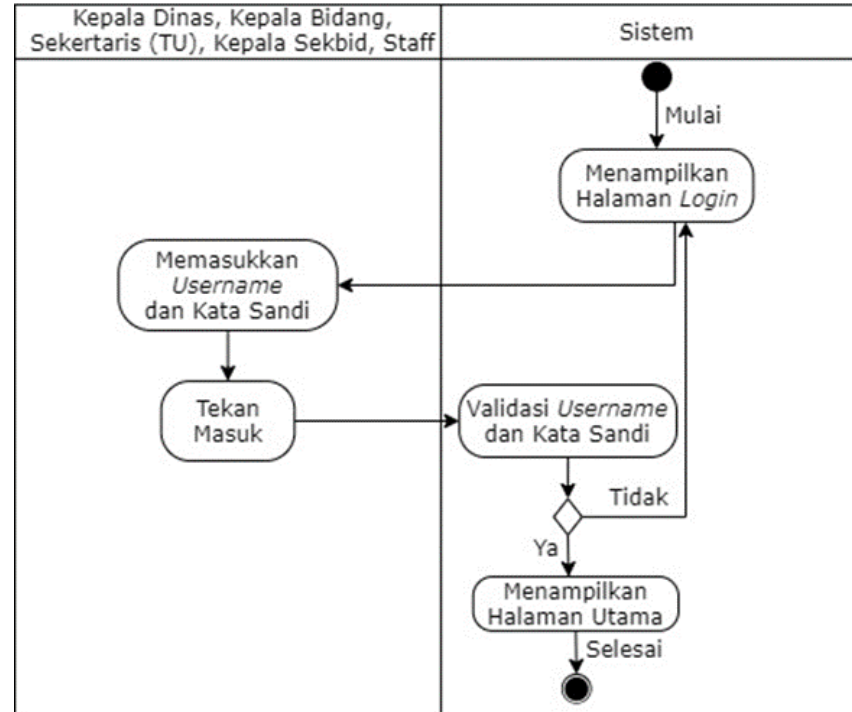 Kepala Dinas, Kepala Bidang,
Sekertaris (TU), Kepala Sekbid, Staff
Sistem
Mulai
Menampilkan
Halaman Login
Memasukkan
Username
dan Kata Sandi
Tekan
Masuk
Validasi Username
dan Kata Sandi
Tidak
Ya
Menampilkan
Halaman Utama
Selesai